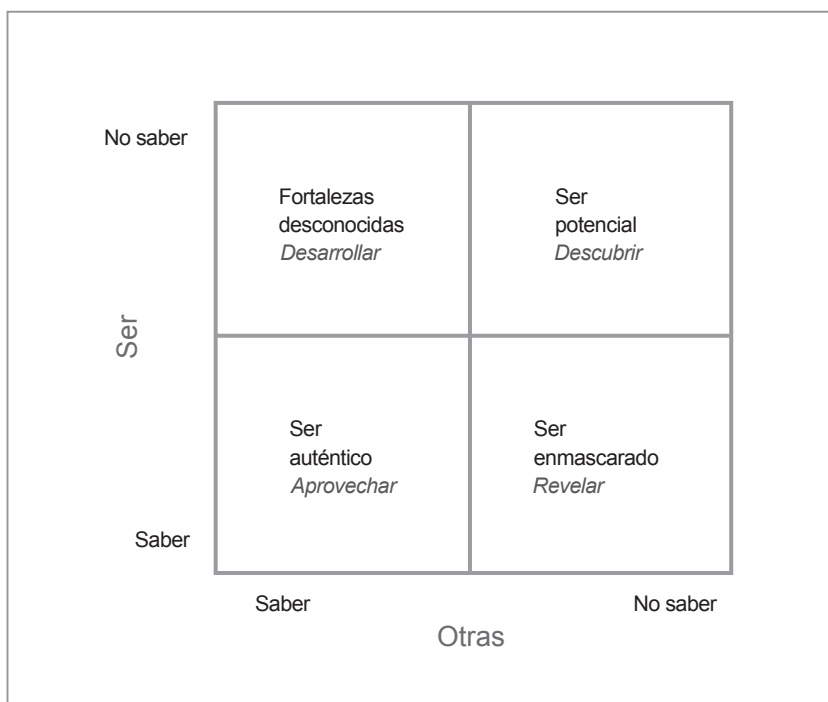 No saber
Fortalezas
desconocidas
Desarrollar
Ser
potencial
Descubrir
Ser
Ser
auténtico
Aprovechar
Ser
enmascarado
Revelar
Saber
Saber
No saber
Otras